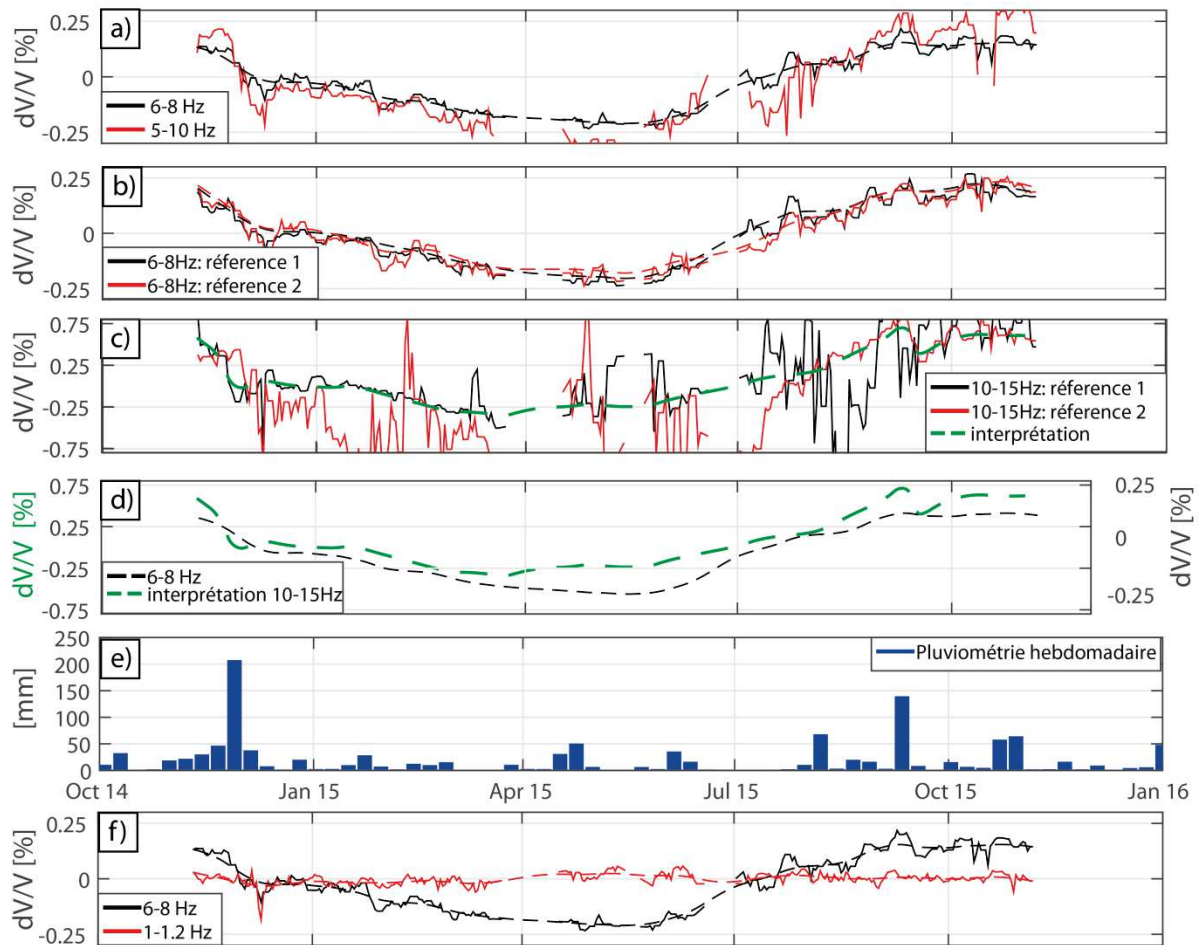 a)
dV/V [%]
0.25
0
-0.25
6-8 Hz
5-10 Hz
b)
dV/V [%]
0.25
0
-0.25
6-8Hz: réference 1
6-8Hz: réference 2
c)
dV/V [%]
0.75
0.25
-0.25
-0.75
10-15Hz: réference 1
10-15Hz: réference 2
interprétation
d)
dV/V [%]
0.75
0.25
-0.25
-0.75
6-8 Hz
interprétation 10-15Hz
0.25
0
-0.25
dV/V [%]
e)
[mm]
250
200
150
100
50
0
Pluviométrie hebdomadaire
Oct 14 Jan 15 Apr 15 Jul 15 Oct 15 Jan 16
f)
dV/V [%]
0.25
0
-0.25
6-8 Hz
1-1.2 Hz